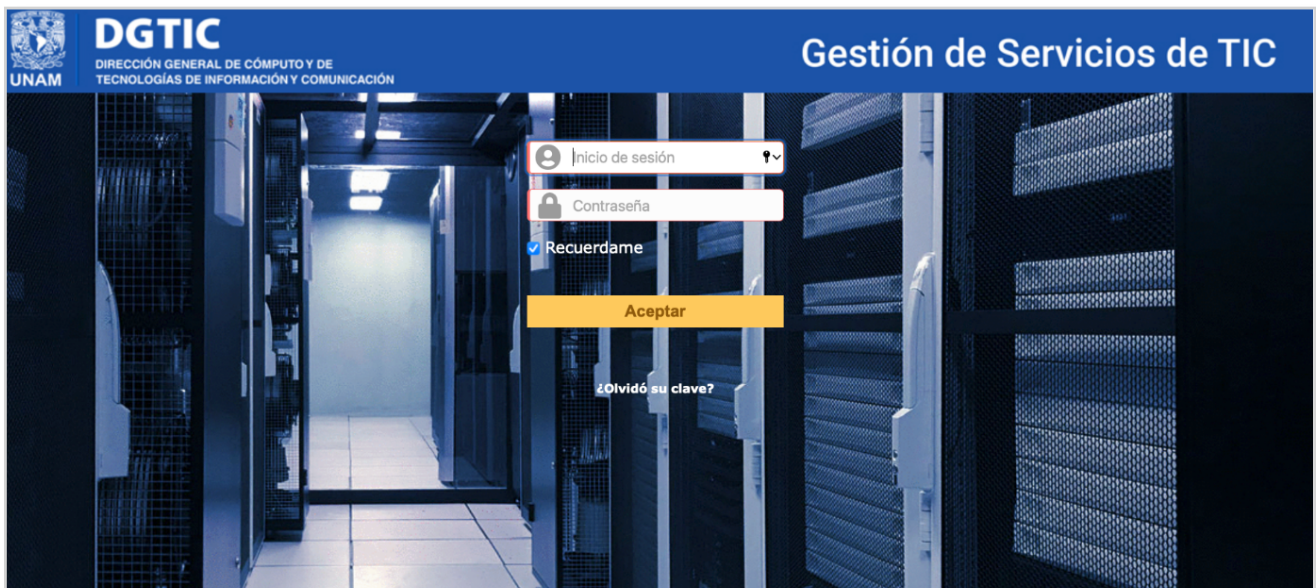 UNAM
DGTIC
DIRECCIÓN GENERAL DE CÓMPUTO Y DE
TECNOLOGÍAS DE INFORMACIÓN Y COMUNICACIÓN
Gestión de Servicios de TIC
Inicio de sesión
Contraseña
Recuerdame
Aceptar
¿Olvidó su clave?